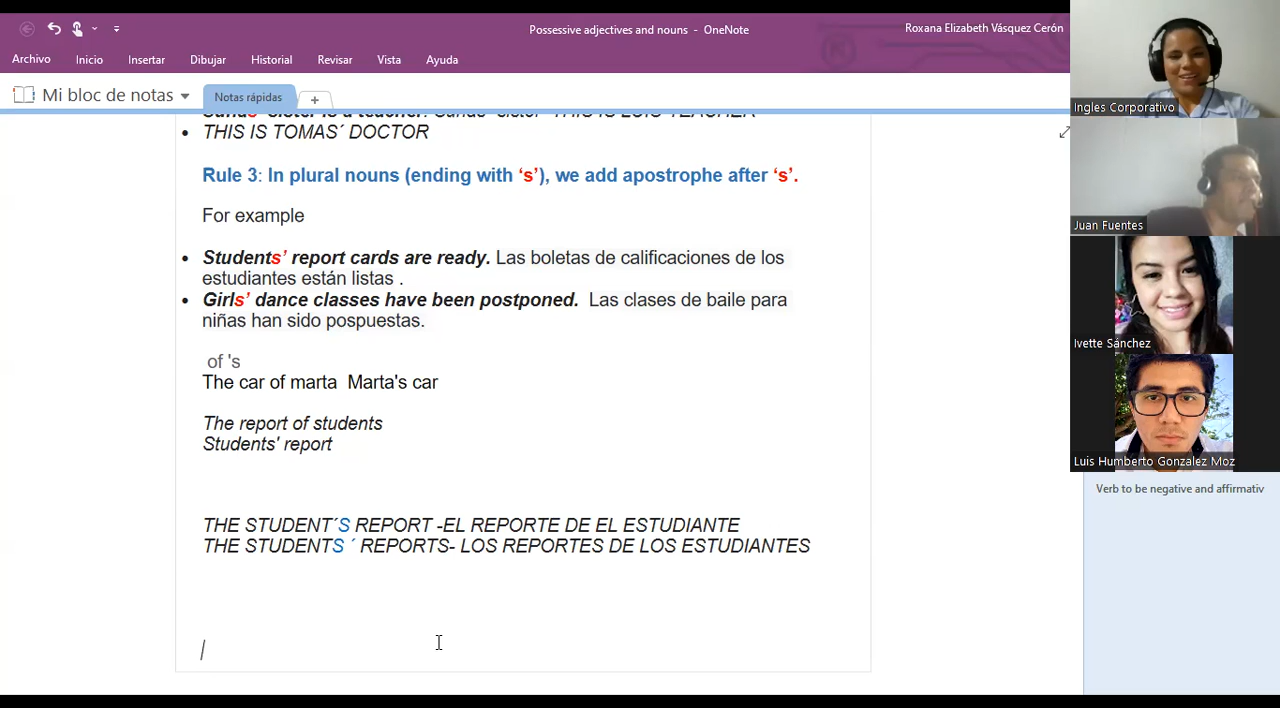 Possessive adjectives and nouns - OneNote
Roxana Elizabeth Vásquez Cerón
Archivo Inicio Insertar Dibujar Historial Revisar Vista Ayuda
Mi bloc de notas
Notas rápidas
+
THIS IS TOMAS´ DOCTOR
Rule 3: In plural nouns (ending with ‘s’), we add apostrophe after ‘s’.
For example
Students’ report cards are ready. Las boletas de calificaciones de los
estudiantes están listas .
Girls’ dance classes have been postponed. Las clases de baile para
niñas han sido pospuestas.
of 's
The car of marta Marta's car
The report of students
Students' report
THE STUDENT´S REPORT -EL REPORTE DE EL ESTUDIANTE
THE STUDENTS ´ REPORTS- LOS REPORTES DE LOS ESTUDIANTES
Ingles Corporativo
Juan Fuentes
Ivette Sánchez
Luis Humberto Gonzalez Moz
Verb to be negative and affirmativ